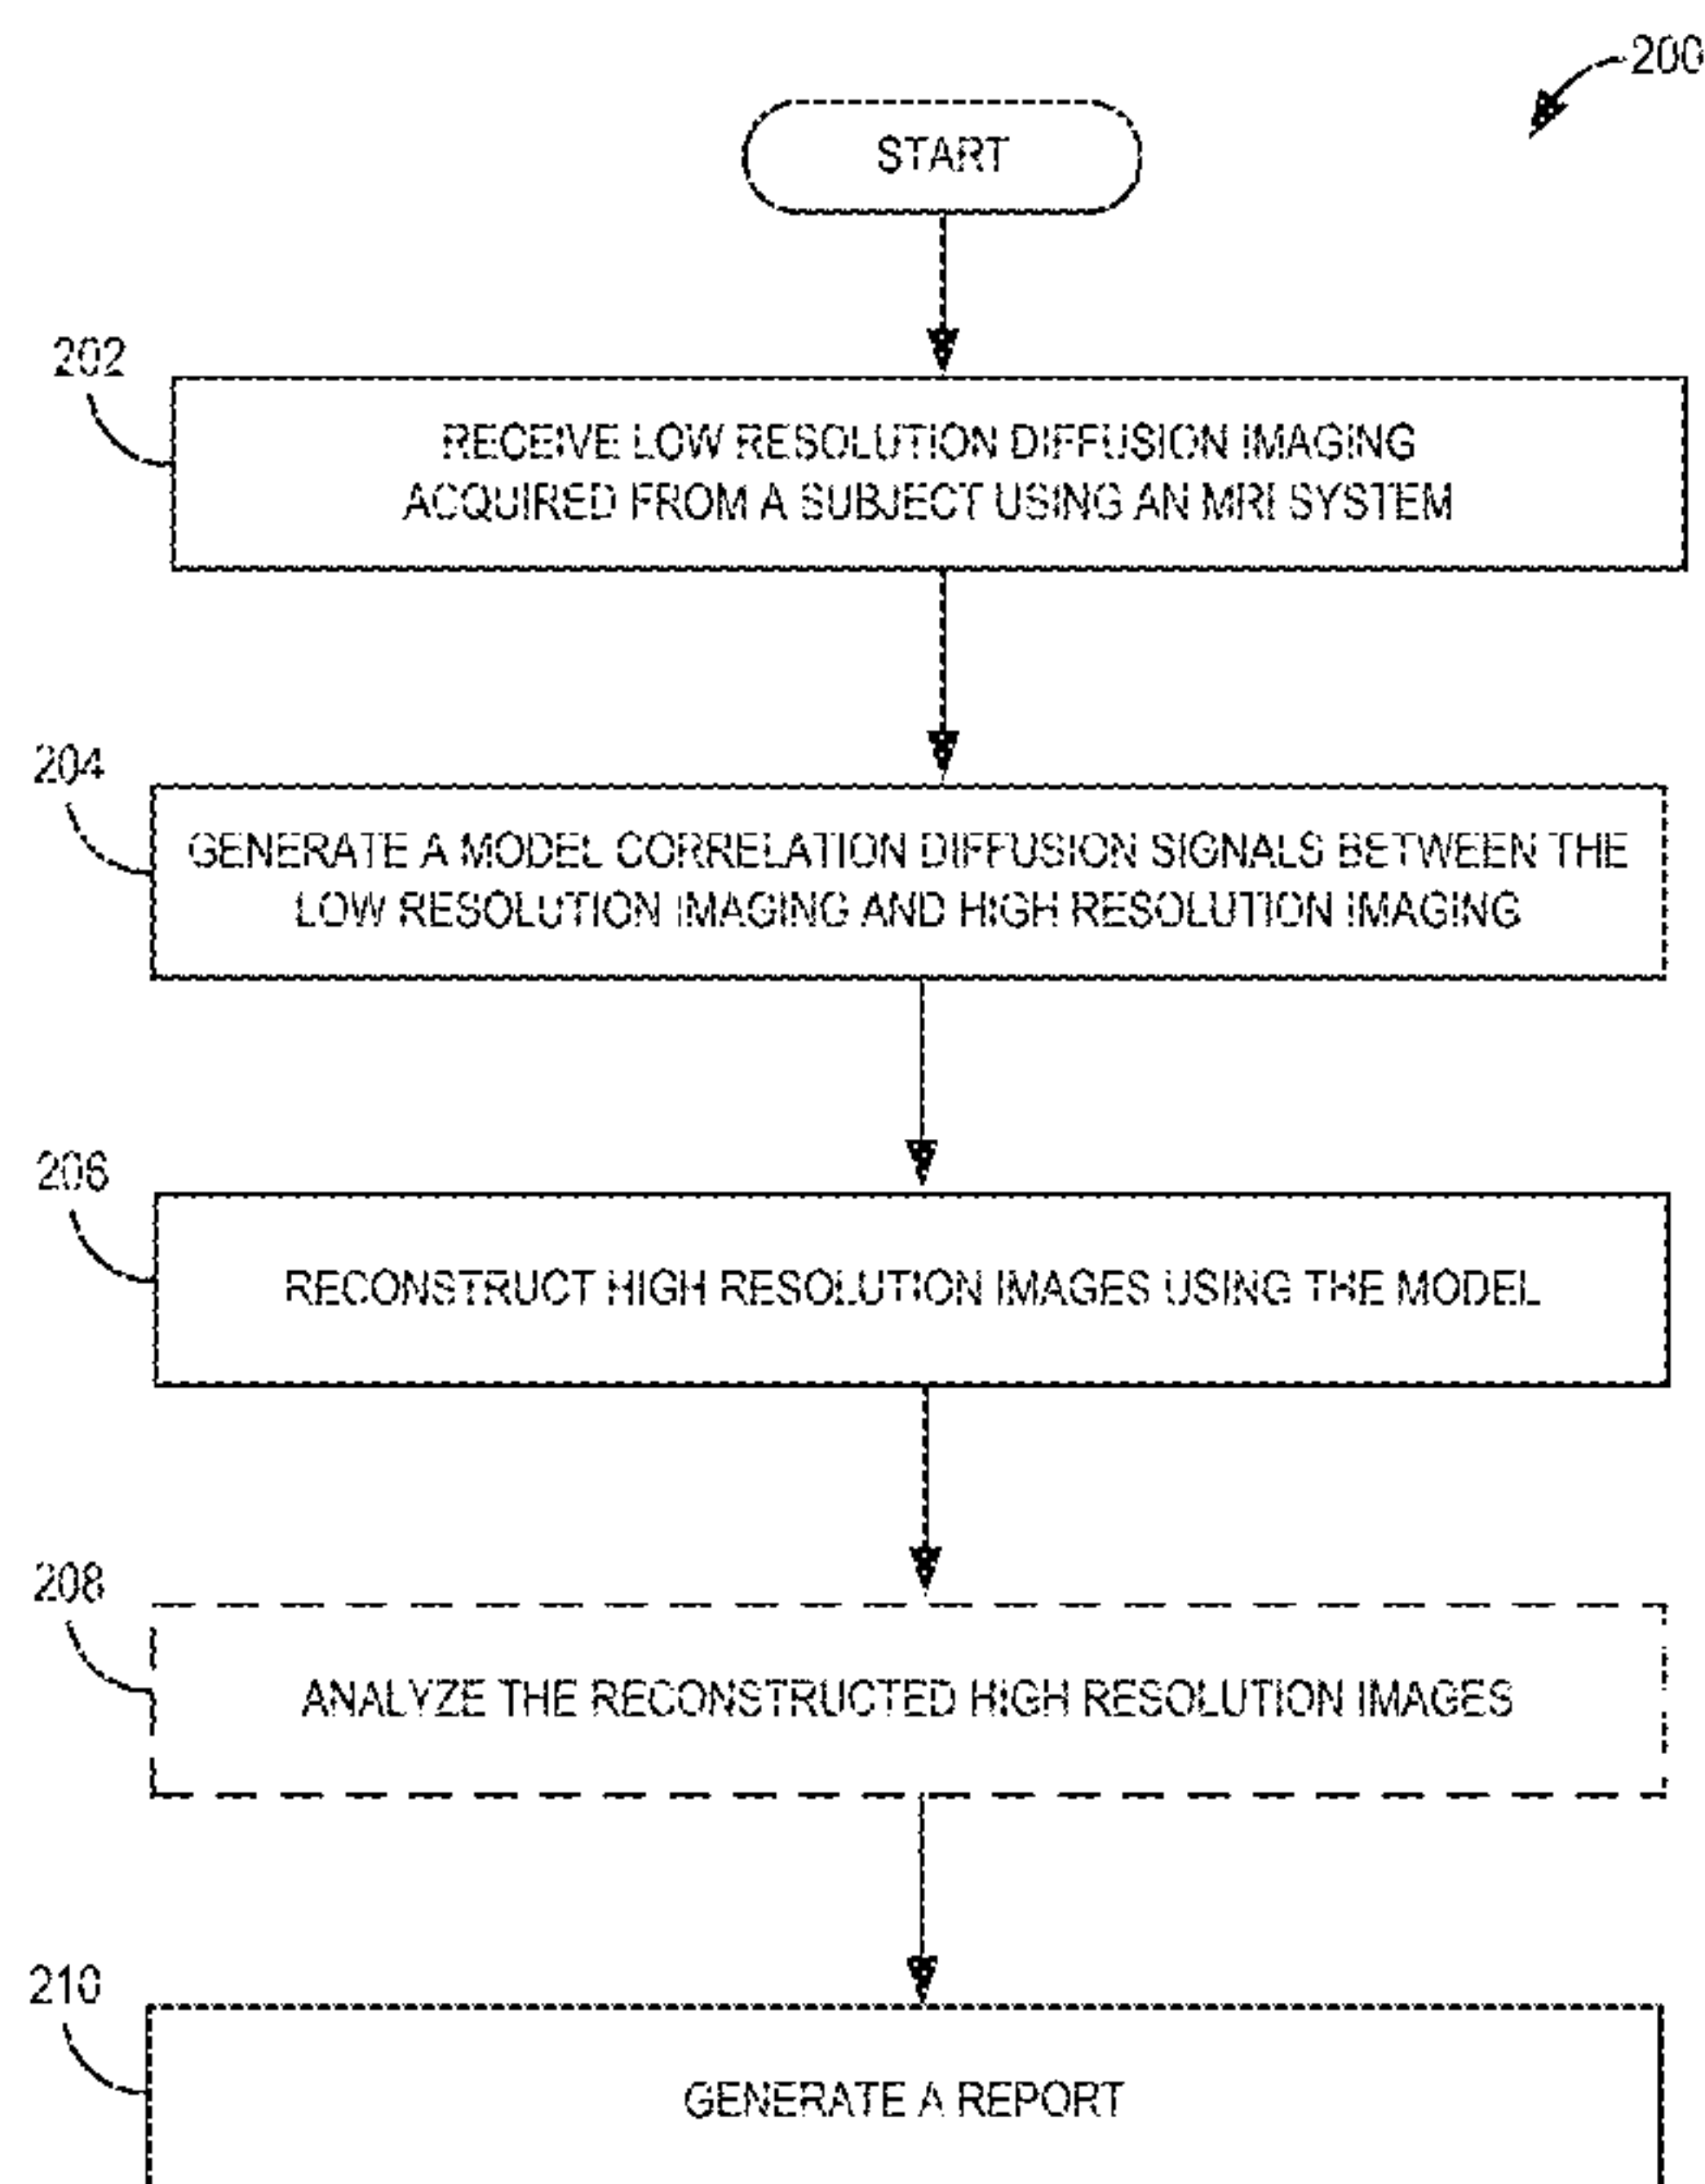 200
START
202
RECEIVE LOW RESOLUTION DIFFUSION IMAGING
ACQUIRED FROM A SUBJECT USING AN MRI SYSTEM
204
GENERATE A MODEL CORRELATION DIFFUSION SIGNALS BETWEEN THE
LOW RESOLUTION IMAGING AND HIGH RESOLUTION IMAGING
206
RECONSTRUCT HIGH RESOLUTION IMAGES USING THE MODEL
208
ANALYZE THE RECONSTRUCTED HIGH RESOLUTION IMAGES
210
GENERATE A REPORT